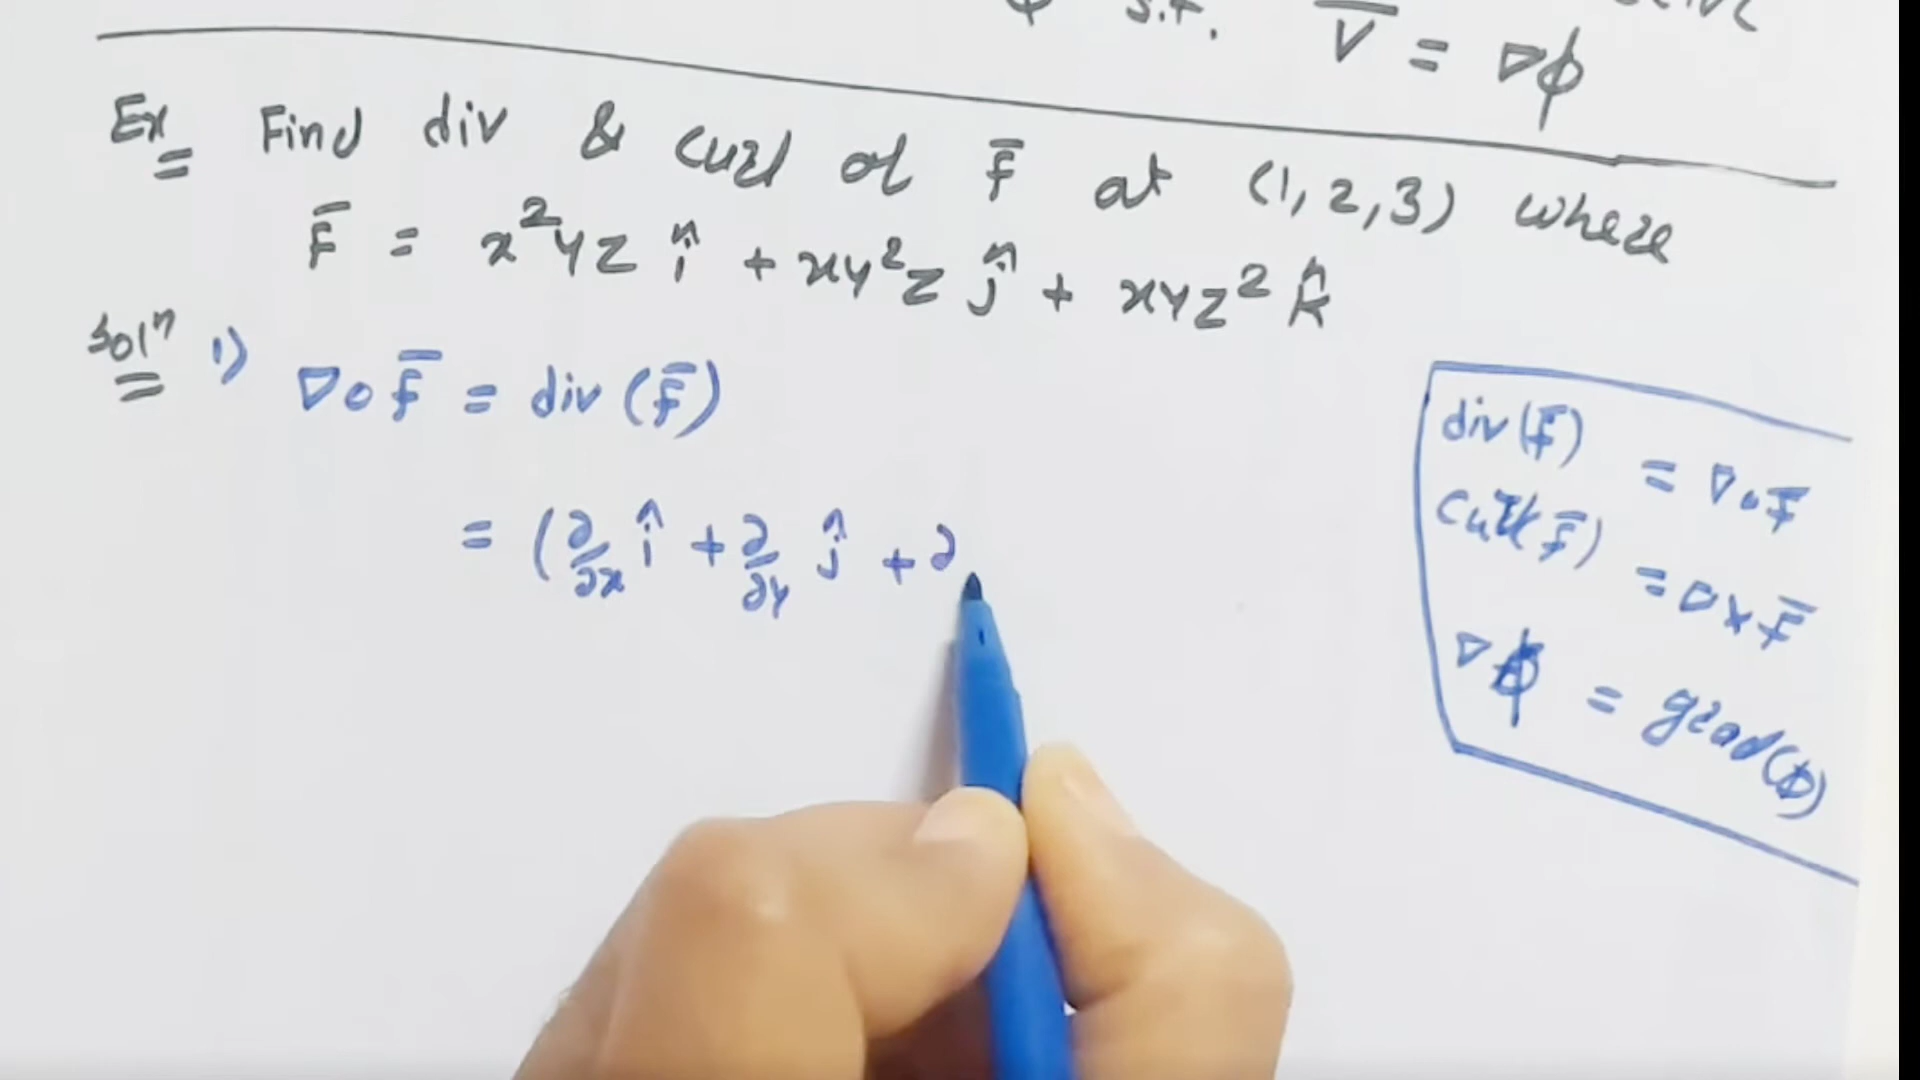 ϕ s.t. V̅ = ∇ϕ
Ex Find div & curl of F̅ at (1,2,3) where
F̅ = x²yz î + xy²z ĵ + xyz² k̂
Solⁿ 1) ∇∘F̅ = div (F̅)
= (∂/∂x î + ∂/∂y ĵ + ∂
div(F̅) = ∇∘F̅
Curl(F̅) = ∇×F̅
∇ϕ = grad(ϕ)